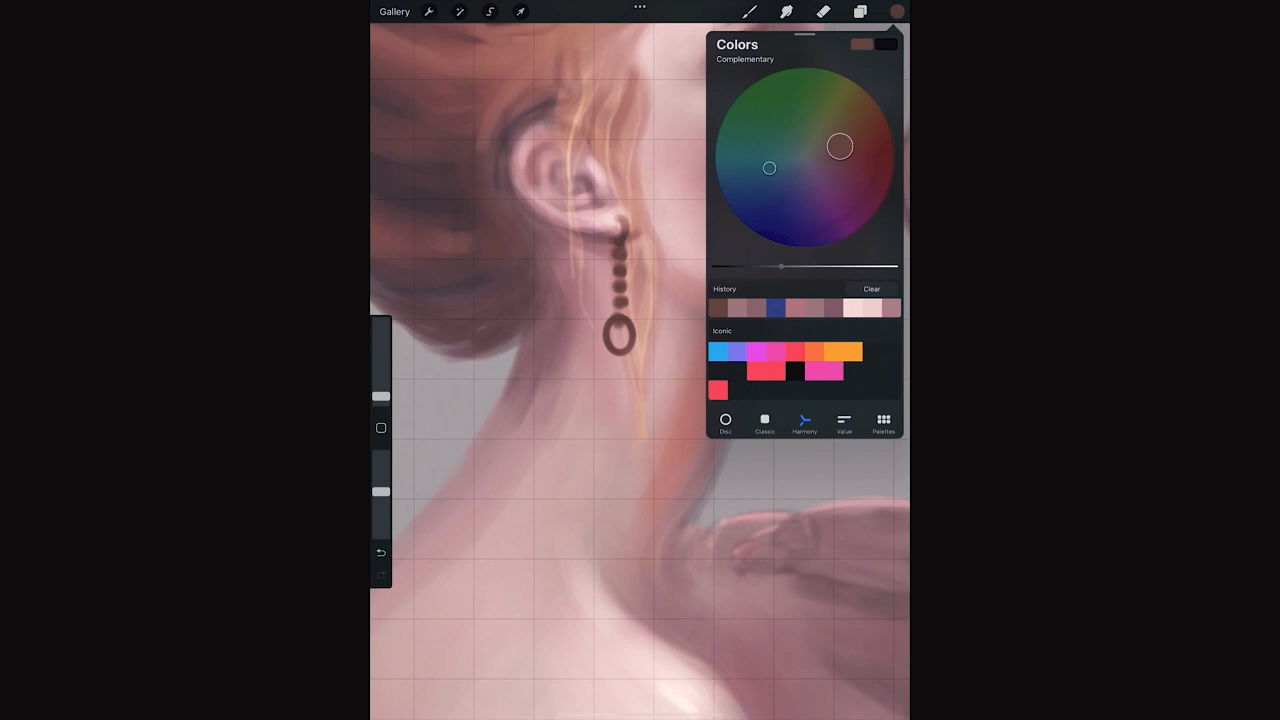 Gallery
Colors
Complementary
History
Clear
Iconic
Disc
Classic
Harmony
Value
Palettes